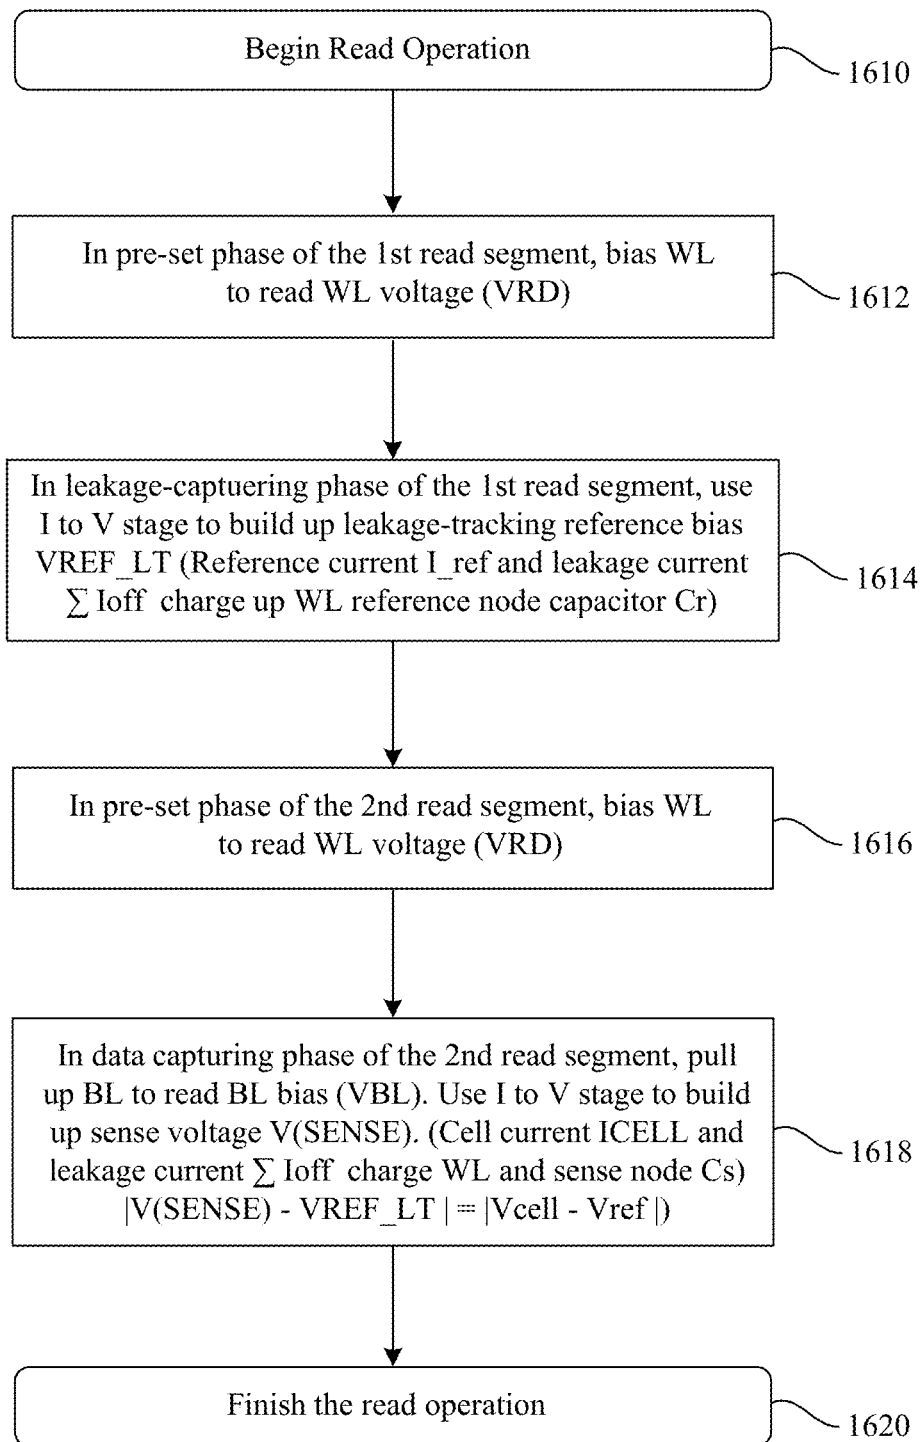 Begin Read Operation
1610
In pre-set phase of the 1st read segment, bias WL
to read WL voltage (VRD)
1612
In leakage-captuering phase of the 1st read segment, use
I to V stage to build up leakage-tracking reference bias
VREF_LT (Reference current I_ref and leakage current
∑ Ioff charge up WL reference node capacitor Cr)
1614
In pre-set phase of the 2nd read segment, bias WL
to read WL voltage (VRD)
1616
In data capturing phase of the 2nd read segment, pull
up BL to read BL bias (VBL). Use I to V stage to build
up sense voltage V(SENSE). (Cell current ICELL and
leakage current ∑ Ioff charge WL and sense node Cs)
|V(SENSE) - VREF_LT | = |Vcell - Vref |)
1618
Finish the read operation
1620